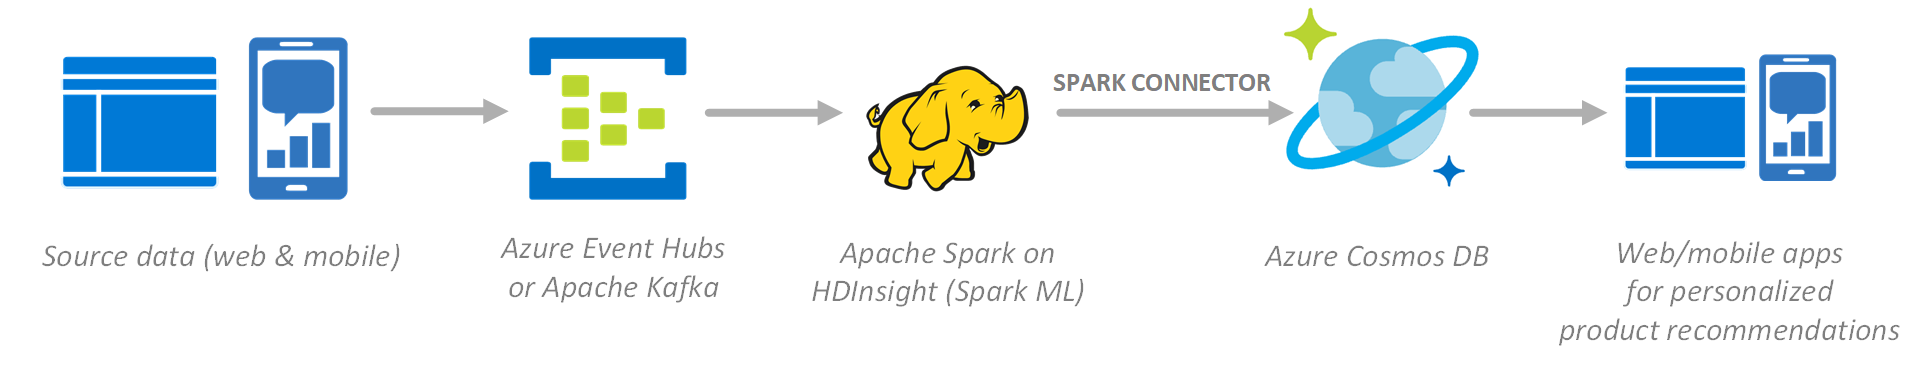 SPARK CONNECTOR
Source data (web & mobile)
Azure Event Hubs
or Apache Kafka
Apache Spark on
HDInsight (Spark ML)
Azure Cosmos DB
Web/mobile apps
for personalized
product recommendations